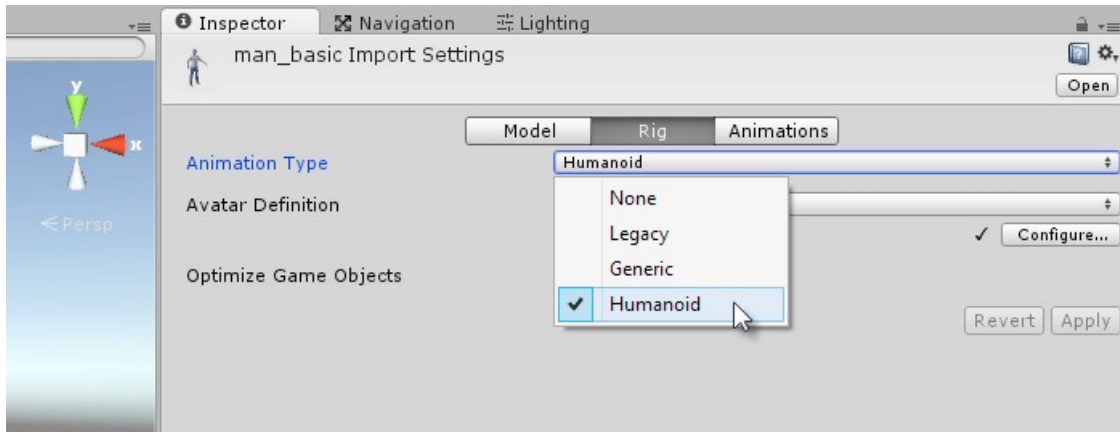 Inspector Navigation Lighting
man_basic Import Settings
Open
Model Rig Animations
y
x
Persp
Animation Type Humanoid
None
Avatar Definition
Legacy
Configure...
Generic
Optimize Game Objects
Humanoid
Revert Apply